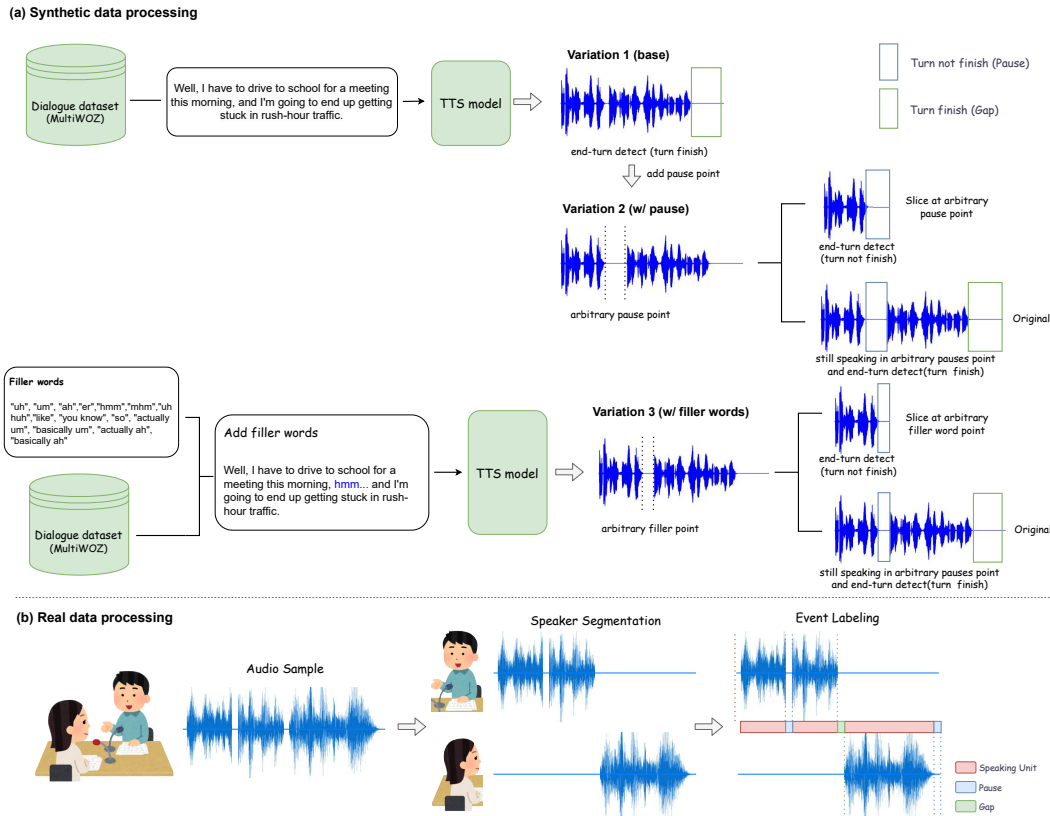 (a) Synthetic data processing
Dialogue dataset
(MultiWOZ)
Well, I have to drive to school for a meeting
this morning, and I'm going to end up getting
stuck in rush-hour traffic.
TTS model
Variation 1 (base)
end-turn detect (turn finish)
add pause point
Turn not finish (Pause)
Turn finish (Gap)
Variation 2 (w/ pause)
arbitrary pause point
Slice at arbitrary
pause point
end-turn detect
(turn not finish)
Original
still speaking in arbitrary pauses point
and end-turn detect(turn finish)
Filler words
"uh", "um", "ah","er","hmm","mhm","uh
huh","like", "you know", "so", "actually
um", "basically um", "actually ah",
"basically ah"
Dialogue dataset
(MultiWOZ)
Add filler words
Well, I have to drive to school for a
meeting this morning, hmm... and I'm
going to end up getting stuck in rush-
hour traffic.
TTS model
Variation 3 (w/ filler words)
arbitrary filler point
Slice at arbitrary
filler word point
end-turn detect
(turn not finish)
Original
still speaking in arbitrary pauses point
and end-turn detect(turn finish)
(b) Real data processing
Audio Sample
Speaker Segmentation
Event Labeling
Speaking Unit
Pause
Gap